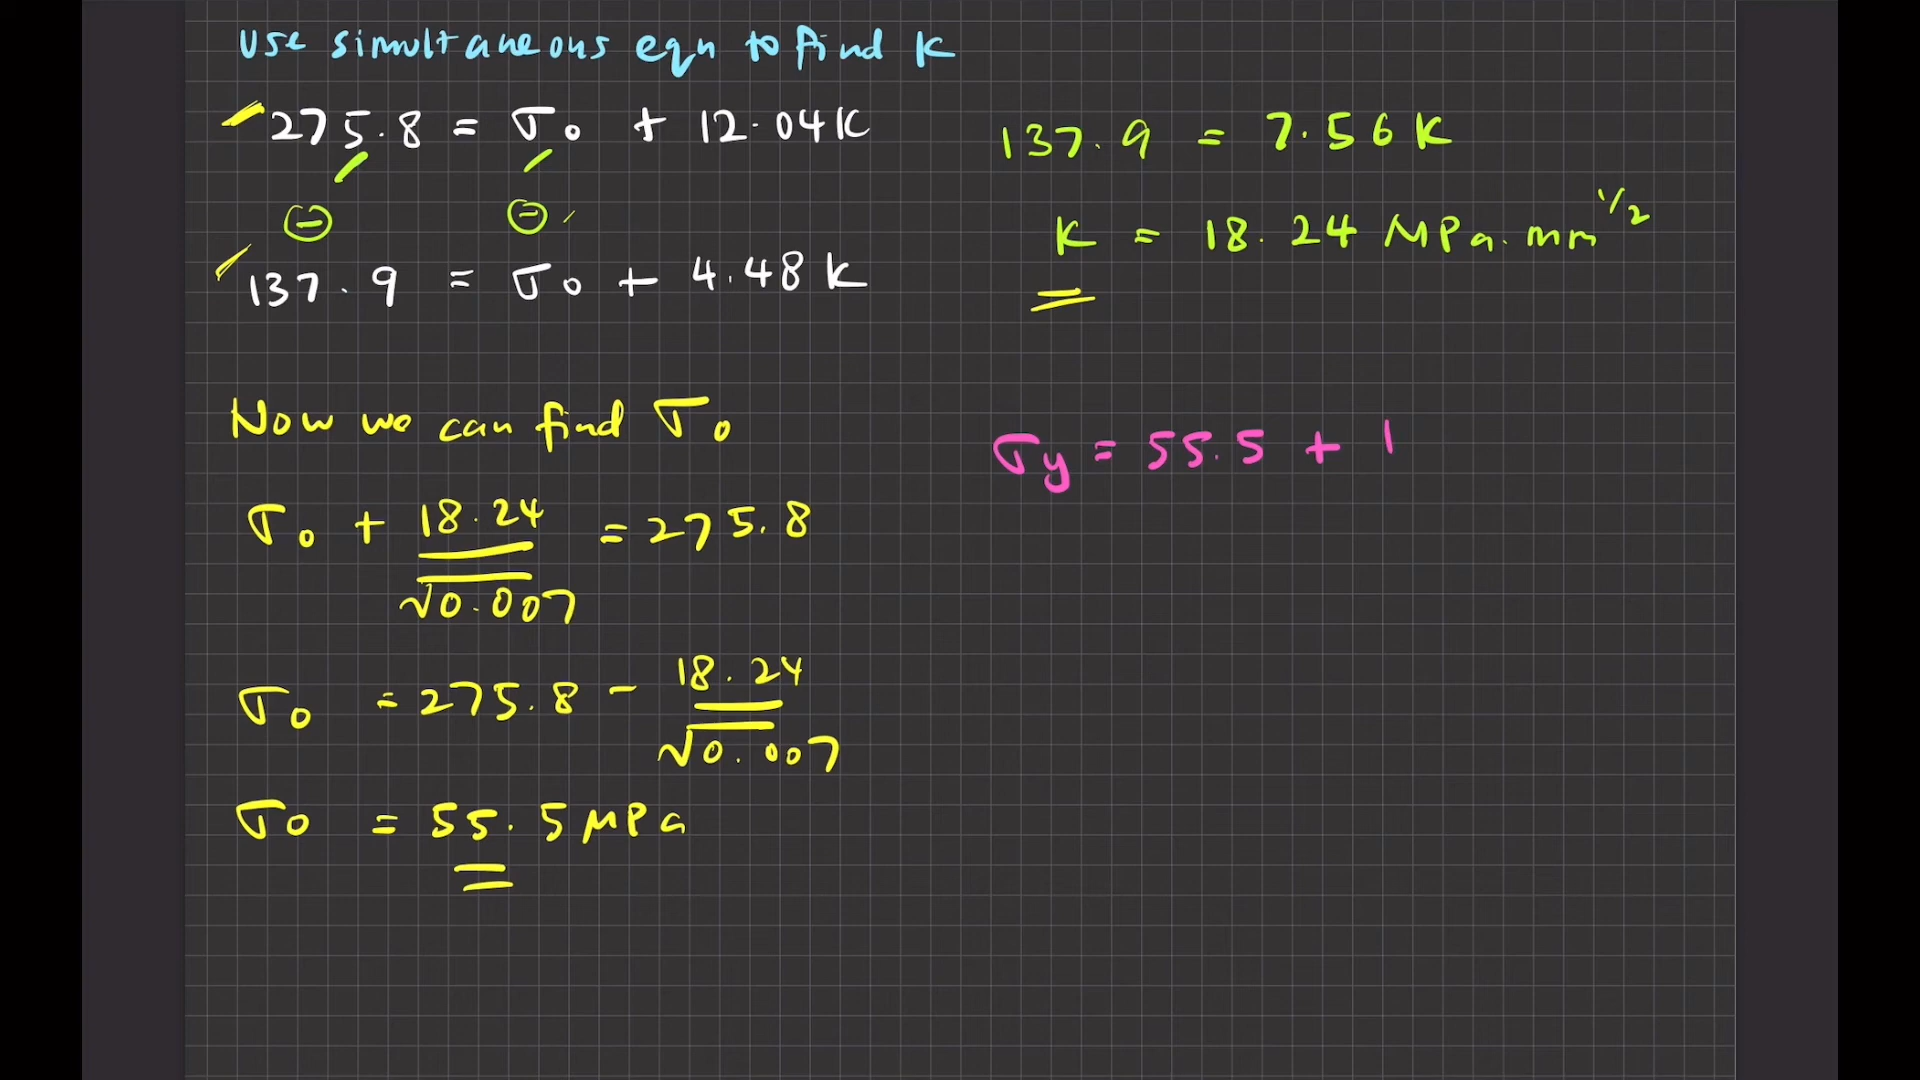 Use simultaneous eqn to find K
275.8 = σ₀ + 12.04K
⊖ ⊖
137.9 = σ₀ + 4.48K
137.9 = 7.56K
K = 18.24 MPa.mm^1/2
Now we can find σ₀
σ₀ + 18.24/√0.007 = 275.8
σ₀ = 275.8 - 18.24/√0.007
σ₀ = 55.5 MPa
σy = 55.5 + 1